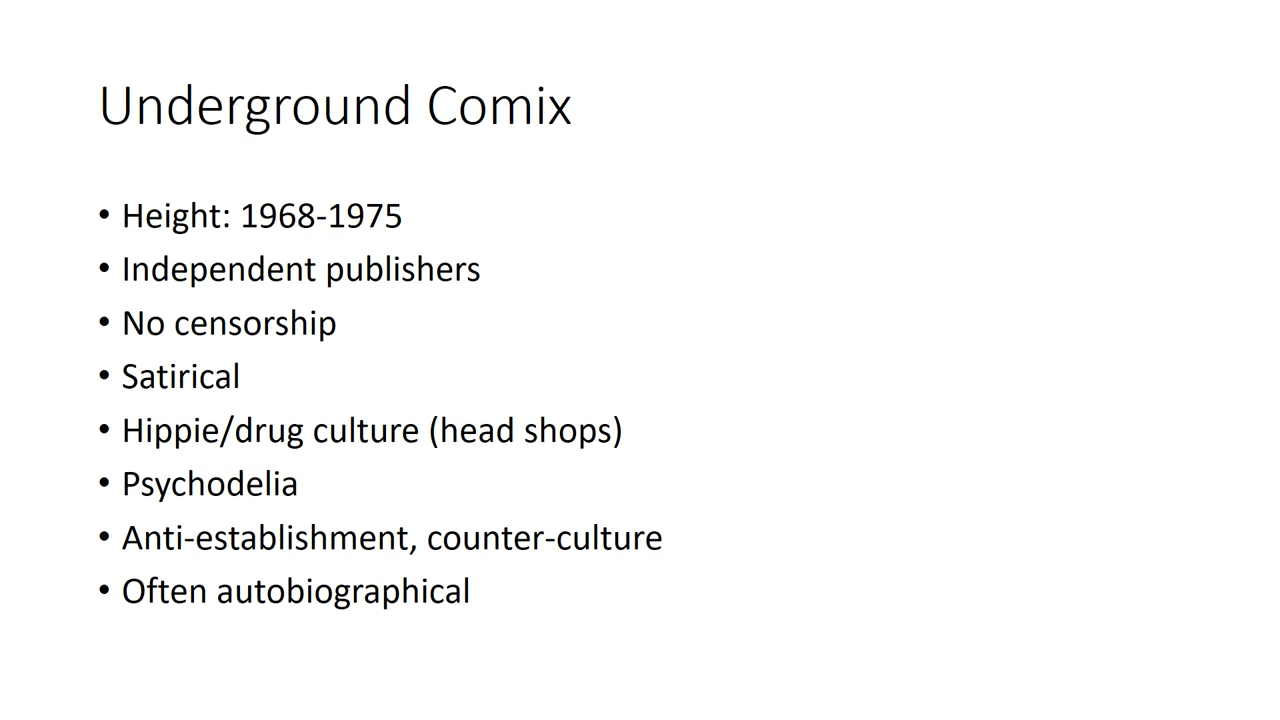 Underground Comix
• Height: 1968-1975
• Independent publishers
• No censorship
• Satirical
• Hippie/drug culture (head shops)
• Psychodelia
• Anti-establishment, counter-culture
• Often autobiographical